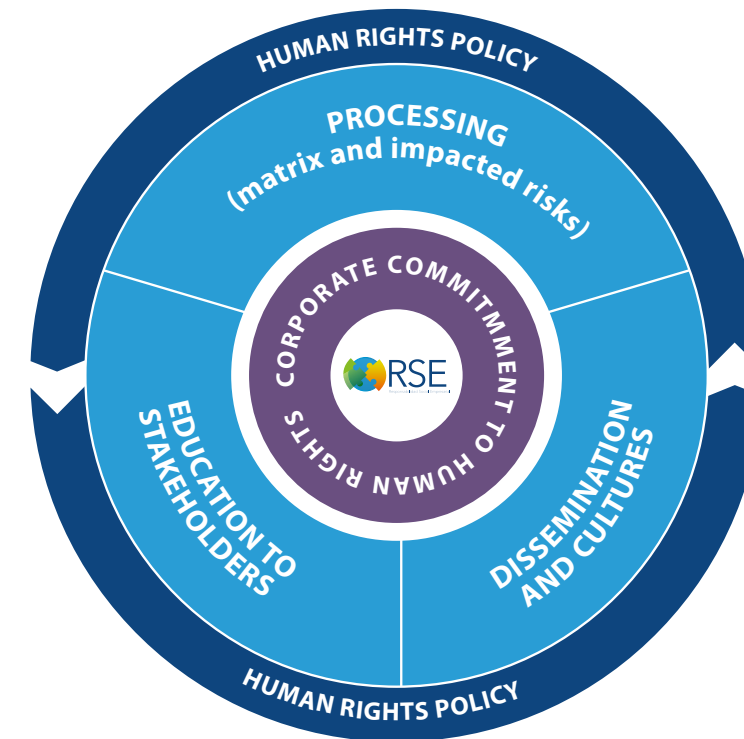 HUMAN RIGHTS POLICY
PROCESSING
(matrix and impacted risks)
CORPORATE COMMITMMENT TO HUMAN RIGHTS
RSE
EDUCATION TO
STAKEHOLDERS
DISSEMINATION
AND CULTURES
HUMAN RIGHTS POLICY